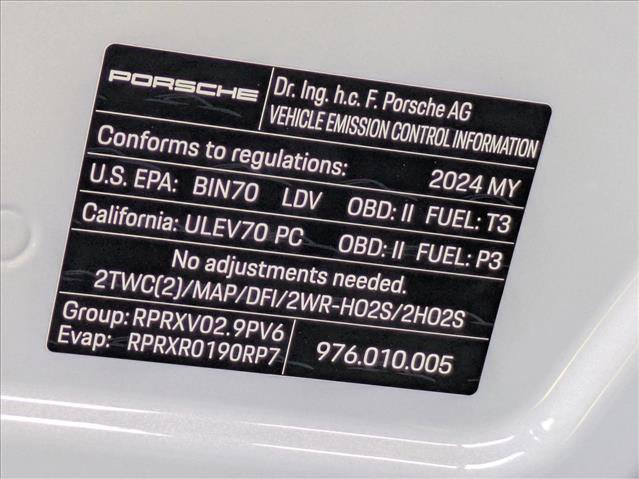 PORSCHE
Dr. Ing. h.c. F. Porsche AG
VEHICLE EMISSION CONTROL INFORMATION
Conforms to regulations: 2024 MY
U.S. EPA: BIN70 LDV OBD: II FUEL: T3
California: ULEV70 PC OBD: II FUEL: P3
No adjustments needed.
2TWC(2)/MAP/DFI/2WR-HO2S/2HO2S
Group: RPRXV02.9PV6
Evap: RPRXR0190RP7
976.010.005